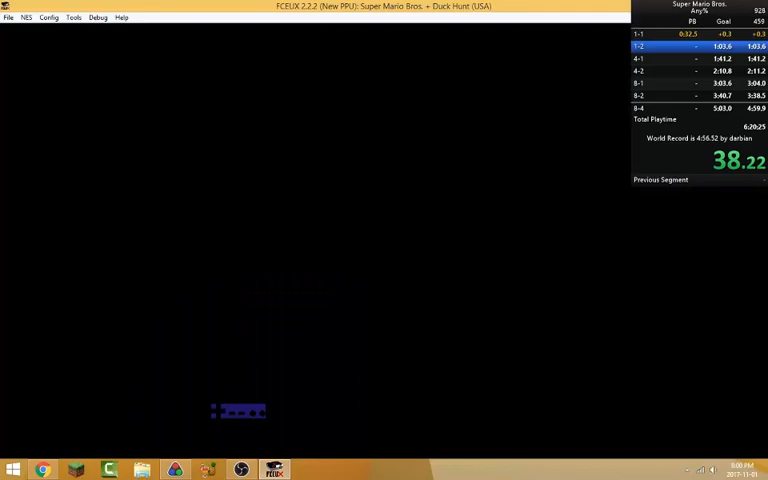 FCEUX 2.2.2 (New PPU): Super Mario Bros. + Duck Hunt (USA)
File NES Config Tools Debug Help
Super Mario Bros.
Any% 928
PB Goal 459
1-1 0:32.5 +0.3 +0.3
1-2 - 1:03.6 1:03.6
4-1 - 1:41.2 1:41.2
4-2 - 2:10.8 2:11.2
8-1 - 3:03.6 3:04.0
8-2 - 3:40.7 3:38.5
8-4 - 5:03.0 4:59.9
Total Playtime
6:20:25
World Record is 4:56.52 by darbian
38.22
Previous Segment -
8:00 PM
2017-11-01